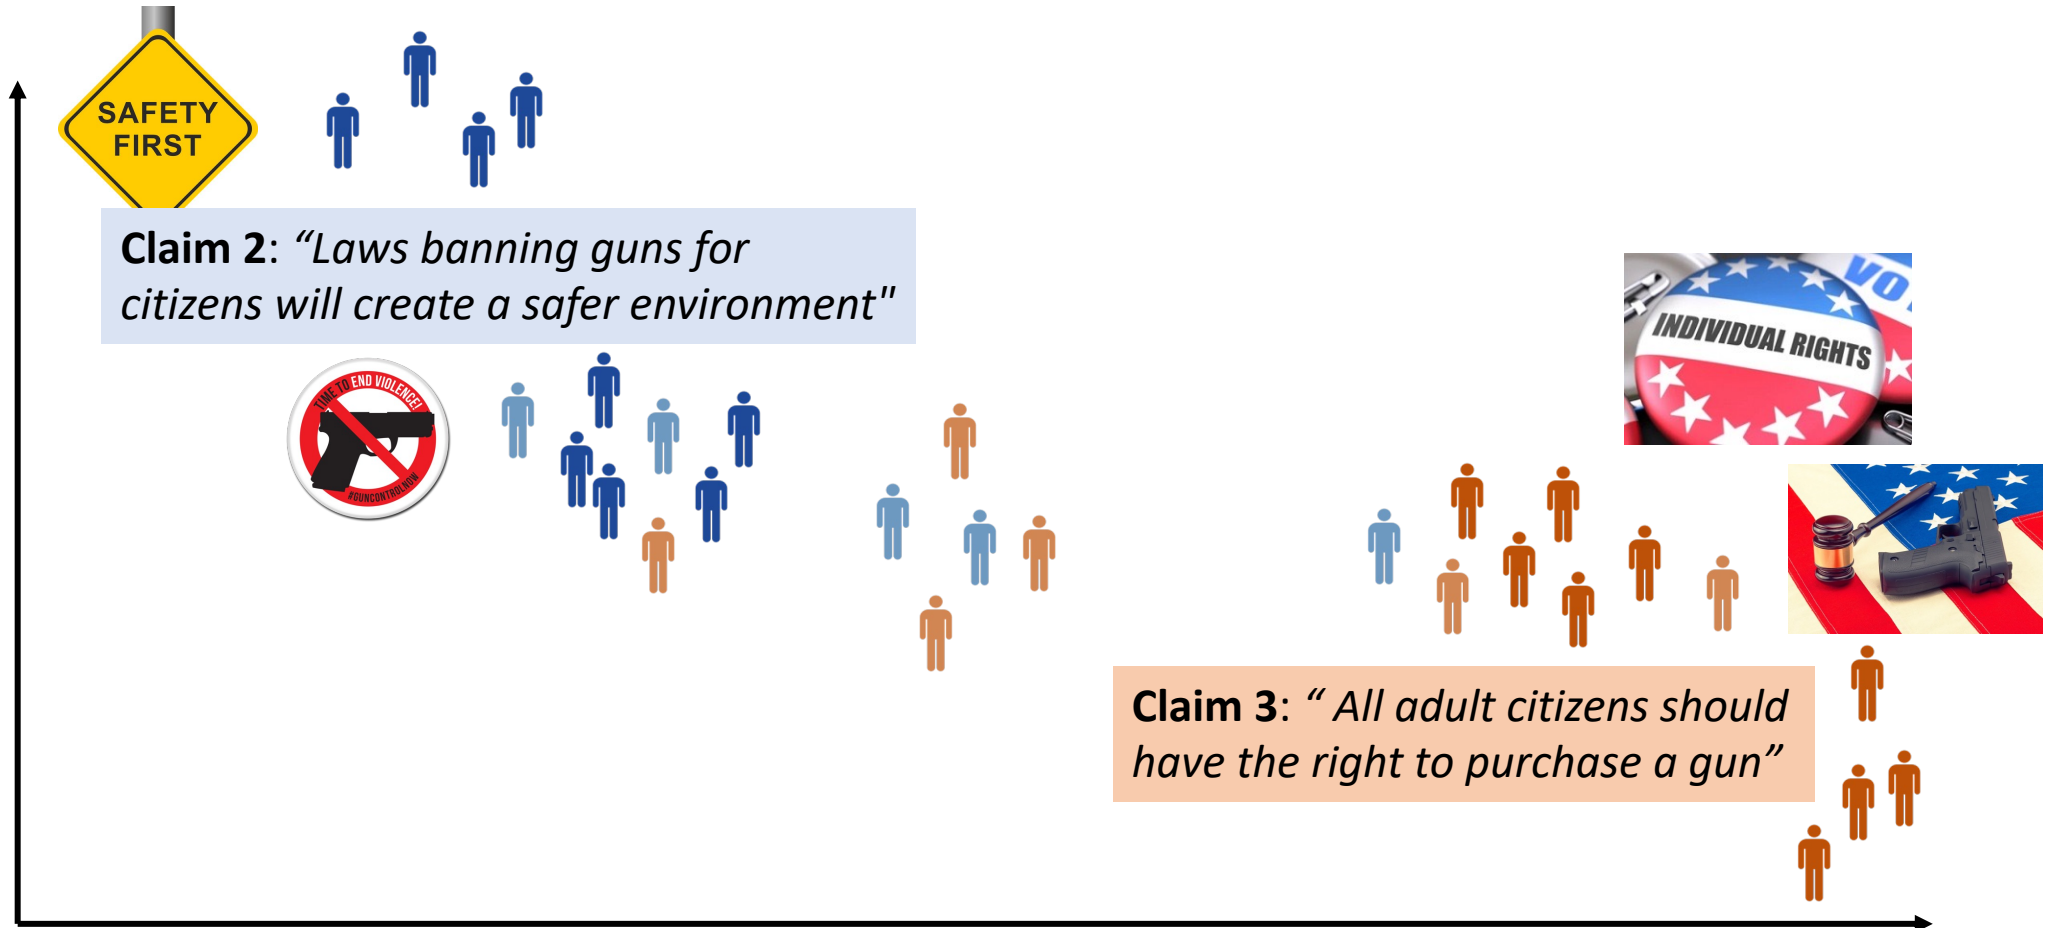 SAFETY
FIRST
Claim 2: “Laws banning guns for
citizens will create a safer environment"
TIME TO END VIOLENCE!
#GUNCONTROLNOW
VO
INDIVIDUAL RIGHTS
Claim 3: “ All adult citizens should
have the right to purchase a gun”